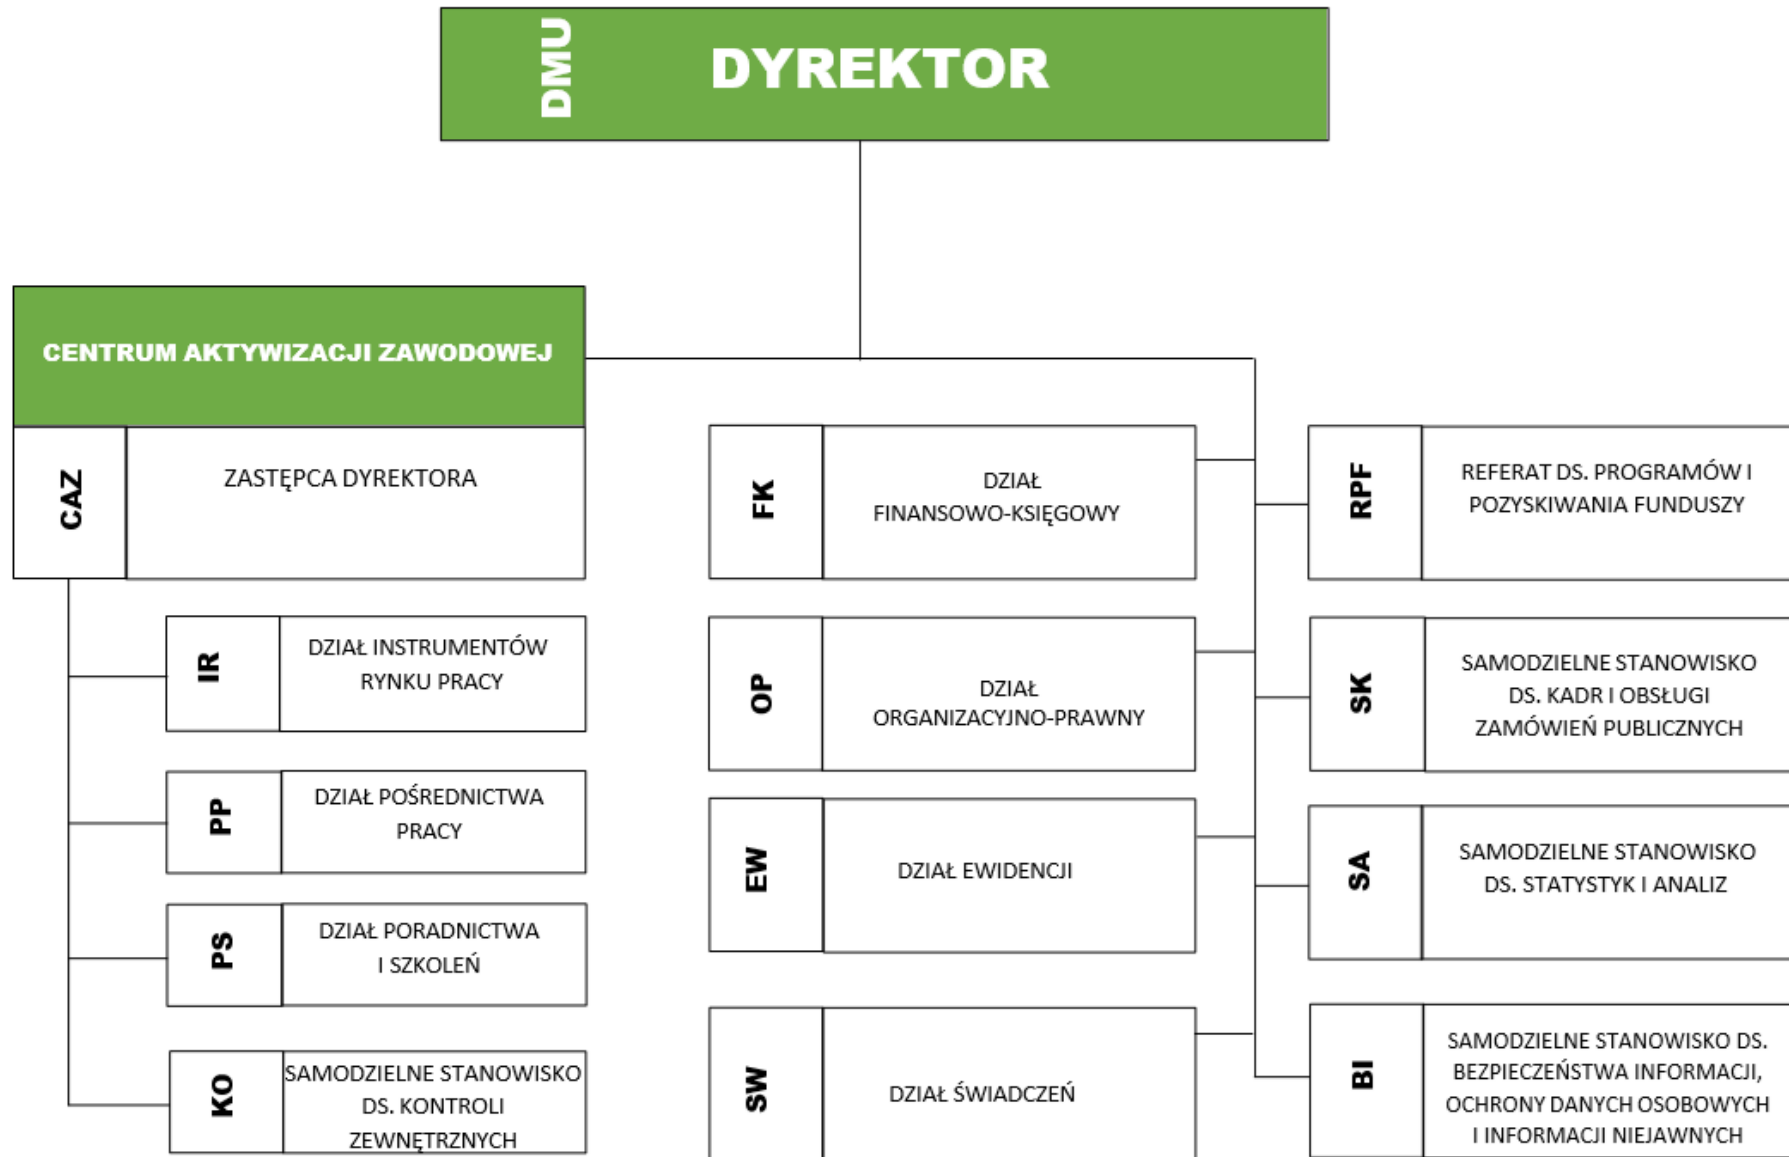 DMU
DYREKTOR
CENTRUM AKTYWIZACJI ZAWODOWEJ
CAZ
ZASTĘPCA DYREKTORA
IR
DZIAŁ INSTRUMENTÓW
RYNKU PRACY
PP
DZIAŁ POŚREDNICTWA
PRACY
PS
DZIAŁ PORADNICTWA
I SZKOLEŃ
KO
SAMODZIELNE STANOWISKO
DS. KONTROLI
ZEWNĘTRZNYCH
FK
DZIAŁ
FINANSOWO-KSIĘGOWY
OP
DZIAŁ
ORGANIZACYJNO-PRAWNY
EW
DZIAŁ EWIDENCJI
SW
DZIAŁ ŚWIADCZEŃ
RPF
REFERAT DS. PROGRAMÓW I
POZYSKIWANIA FUNDUSZY
SK
SAMODZIELNE STANOWISKO
DS. KADR I OBSŁUGI
ZAMÓWIEŃ PUBLICZNYCH
SA
SAMODZIELNE STANOWISKO
DS. STATYSTYK I ANALIZ
BI
SAMODZIELNE STANOWISKO DS.
BEZPIECZEŃSTWA INFORMACJI,
OCHRONY DANYCH OSOBOWYCH
I INFORMACJI NIEJAWNYCH